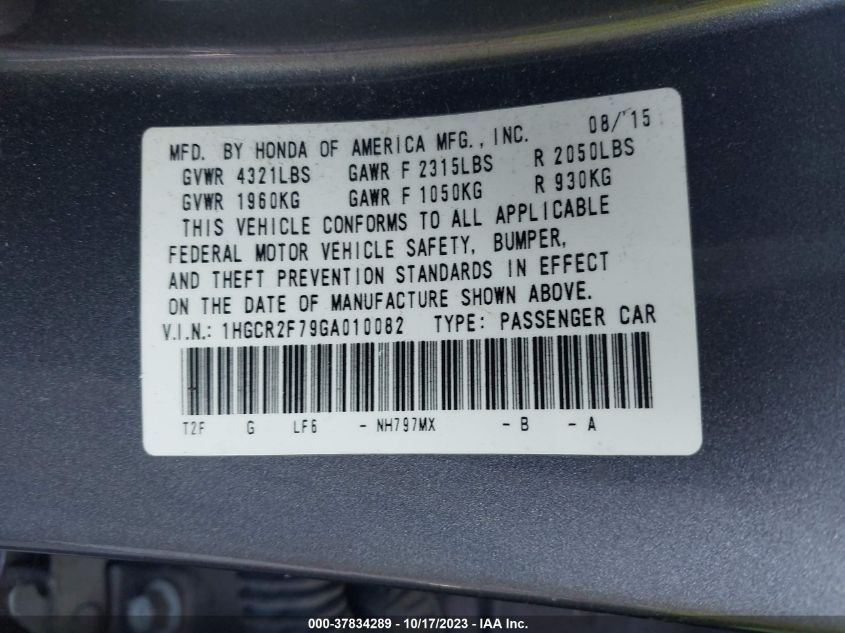 MFD. BY HONDA OF AMERICA MFG., INC. 08/'15
GVWR 4321LBS GAWR F 2315LBS R 2050LBS
GVWR 1960KG GAWR F 1050KG R 930KG
THIS VEHICLE CONFORMS TO ALL APPLICABLE
FEDERAL MOTOR VEHICLE SAFETY, BUMPER,
AND THEFT PREVENTION STANDARDS IN EFFECT
ON THE DATE OF MANUFACTURE SHOWN ABOVE.
V.I.N.: 1HGCR2F79GA010082 TYPE: PASSENGER CAR
T2F G LF6 - NH797MX - B - A
000-37834289 - 10/17/2023 - IAA Inc.